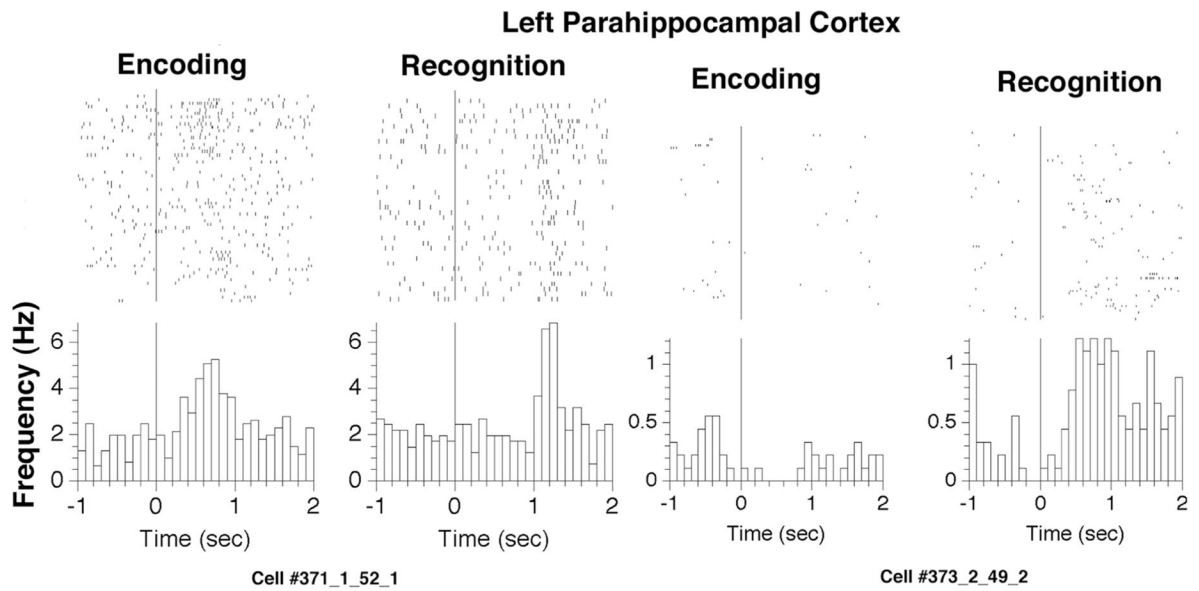 Left Parahippocampal Cortex
Encoding Recognition Encoding Recognition
Frequency (Hz)
6 6 1 1
4 4 0.5 0.5
2 2
0 0 0 0
-1 0 1 2 -1 0 1 2 -1 0 1 2 -1 0 1 2
Time (sec) Time (sec) Time (sec) Time (sec)
Cell #371_1_52_1 Cell #373_2_49_2